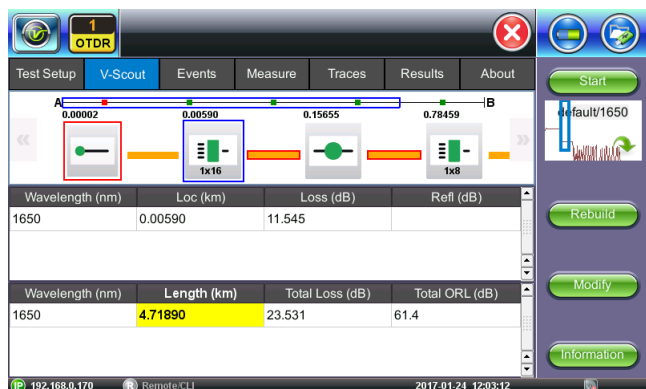 1
OTDR
Test Setup V-Scout Events Measure Traces Results About
Start
A B
0.00002 0.00590 0.15655 0.78459
default/1650
1x16 1x8
Wavelength (nm) Loc (km) Loss (dB) Refl (dB)
1650 0.00590 11.545
Rebuild
Modify
Wavelength (nm) Length (km) Total Loss (dB) Total ORL (dB)
1650 4.71890 23.531 61.4
Information
IP 192.168.0.170 R Remote/CLI 2017-01-24 12:03:12